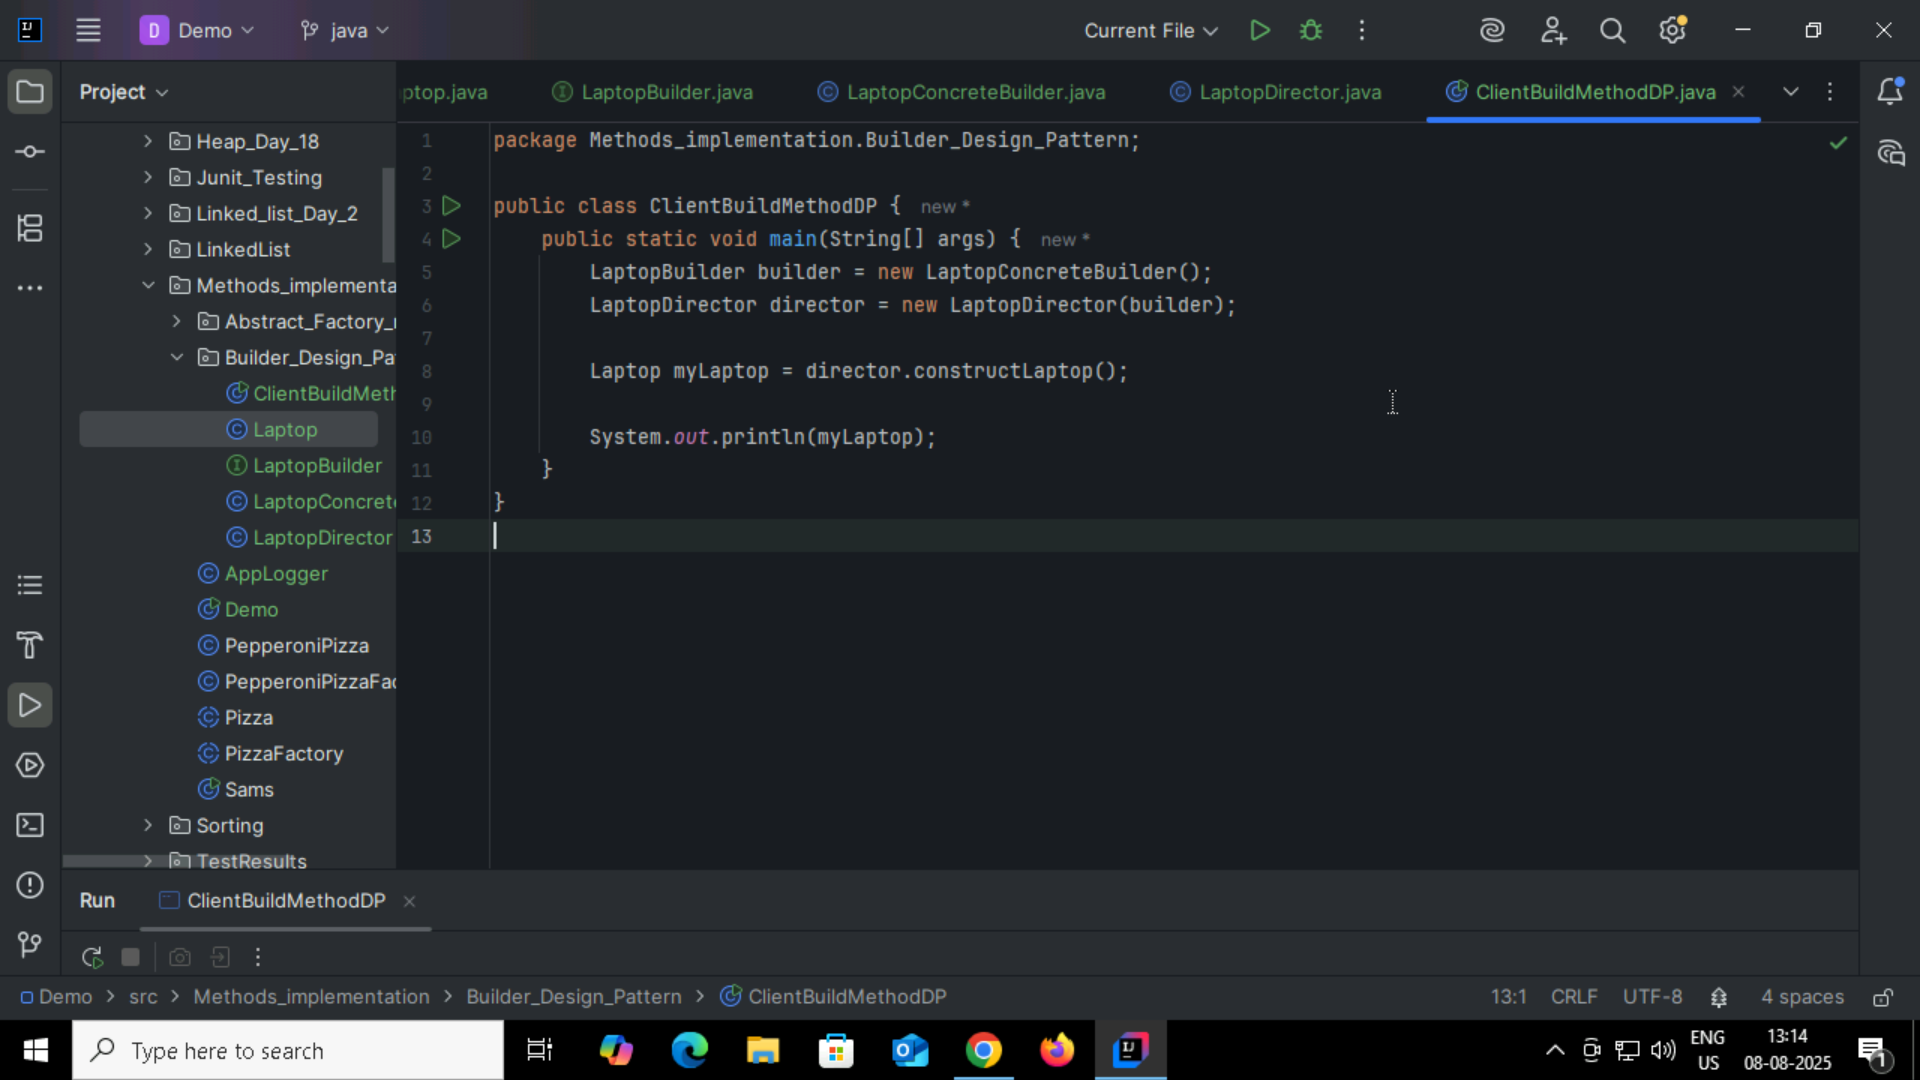 D Demo java Current File
Project
ptop.java LaptopBuilder.java LaptopConcreteBuilder.java LaptopDirector.java ClientBuildMethodDP.java
Heap_Day_18
Junit_Testing
Linked_list_Day_2
LinkedList
Methods_implementa
Abstract_Factory_
Builder_Design_Pa
ClientBuildMeth
Laptop
LaptopBuilder
LaptopConcrete
LaptopDirector
AppLogger
Demo
PepperoniPizza
PepperoniPizzaFac
Pizza
PizzaFactory
Sams
Sorting
TestResults
1 package Methods_implementation.Builder_Design_Pattern;
2
3 public class ClientBuildMethodDP { new *
4 public static void main(String[] args) { new *
5 LaptopBuilder builder = new LaptopConcreteBuilder();
6 LaptopDirector director = new LaptopDirector(builder);
7
8 Laptop myLaptop = director.constructLaptop();
9
10 System.out.println(myLaptop);
11 }
12 }
13
Run ClientBuildMethodDP
Demo > src > Methods_implementation > Builder_Design_Pattern > ClientBuildMethodDP 13:1 CRLF UTF-8 4 spaces
Type here to search
ENG
US
13:14
08-08-2025
1